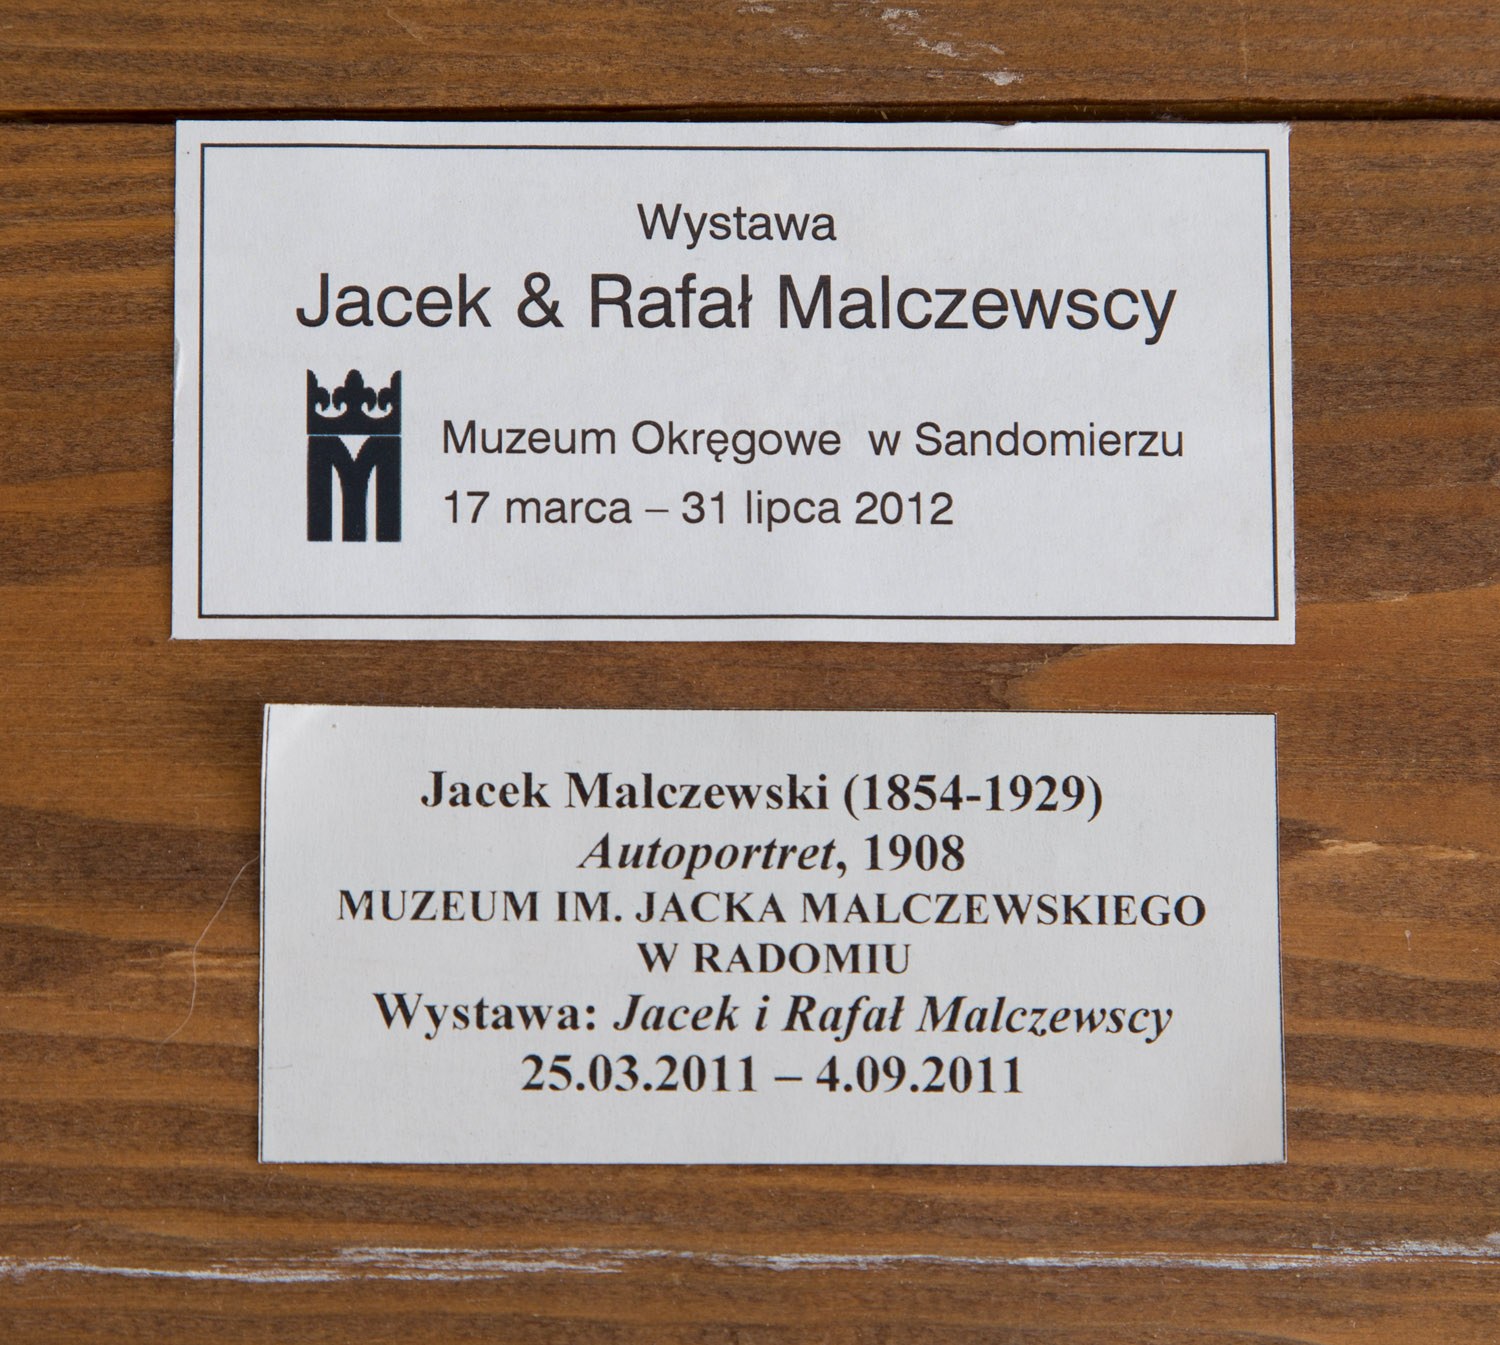 Wystawa
Jacek & Rafał Malczewscy
M
Muzeum Okręgowe w Sandomierzu
17 marca – 31 lipca 2012
Jacek Malczewski (1854-1929)
Autoportret, 1908
MUZEUM IM. JACKA MALCZEWSKIEGO
W RADOMIU
Wystawa: Jacek i Rafał Malczewscy
25.03.2011 – 4.09.2011